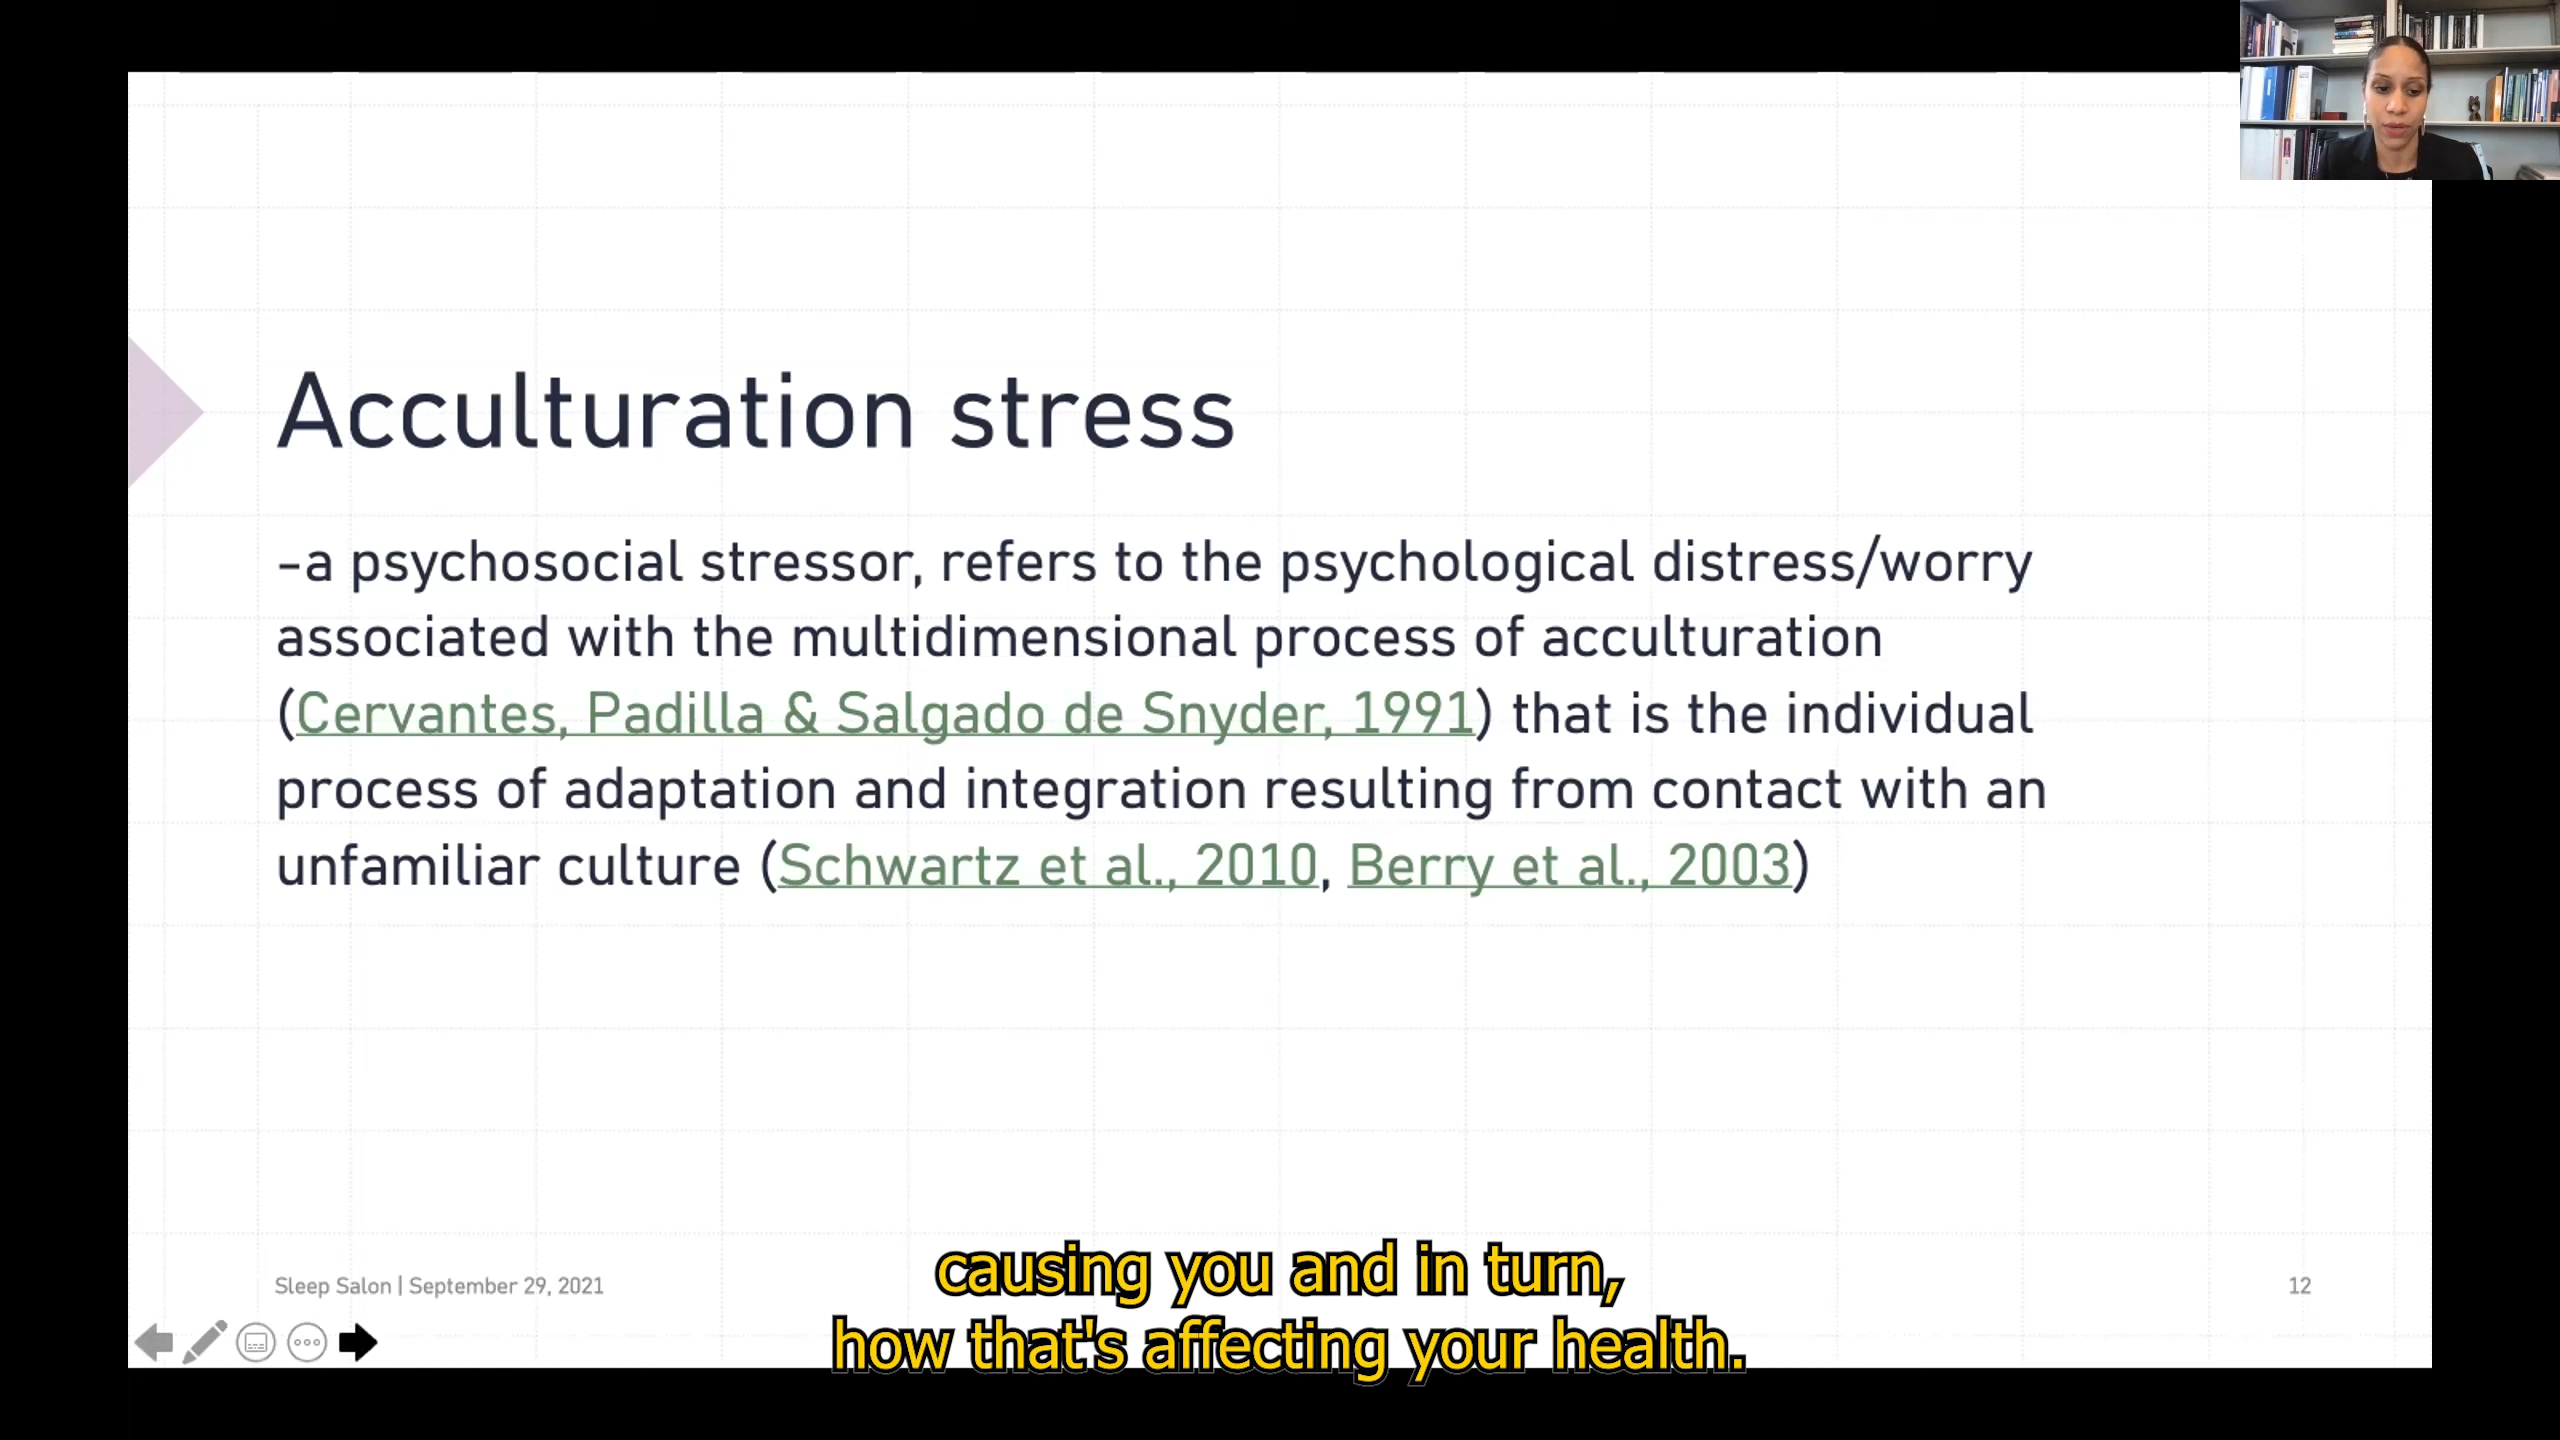 Acculturation stress
-a psychosocial stressor, refers to the psychological distress/worry
associated with the multidimensional process of acculturation
(Cervantes, Padilla & Salgado de Snyder, 1991) that is the individual
process of adaptation and integration resulting from contact with an
unfamiliar culture (Schwartz et al., 2010, Berry et al., 2003)
Sleep Salon | September 29, 2021
12
causing you and in turn,
how that's affecting your health.